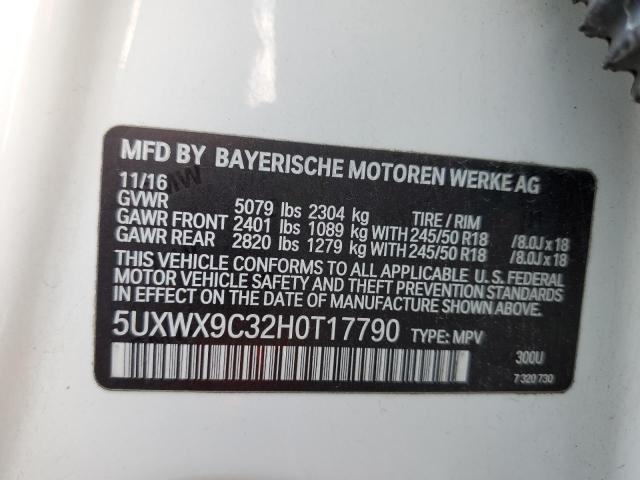 MFD BY BAYERISCHE MOTOREN WERKE AG
11/16
GVWR 5079 lbs 2304 kg TIRE / RIM
GAWR FRONT 2401 lbs 1089 kg WITH 245/50 R18 /8.0J x 18
GAWR REAR 2820 lbs 1279 kg WITH 245/50 R18 /8.0J x 18
THIS VEHICLE CONFORMS TO ALL APPLICABLE U. S. FEDERAL
MOTOR VEHICLE SAFETY AND THEFT PREVENTION STANDARDS
IN EFFECT ON THE DATE OF MANUFACTURE SHOWN ABOVE.
5UXWX9C32H0T17790 TYPE: MPV
300U
7 320 730